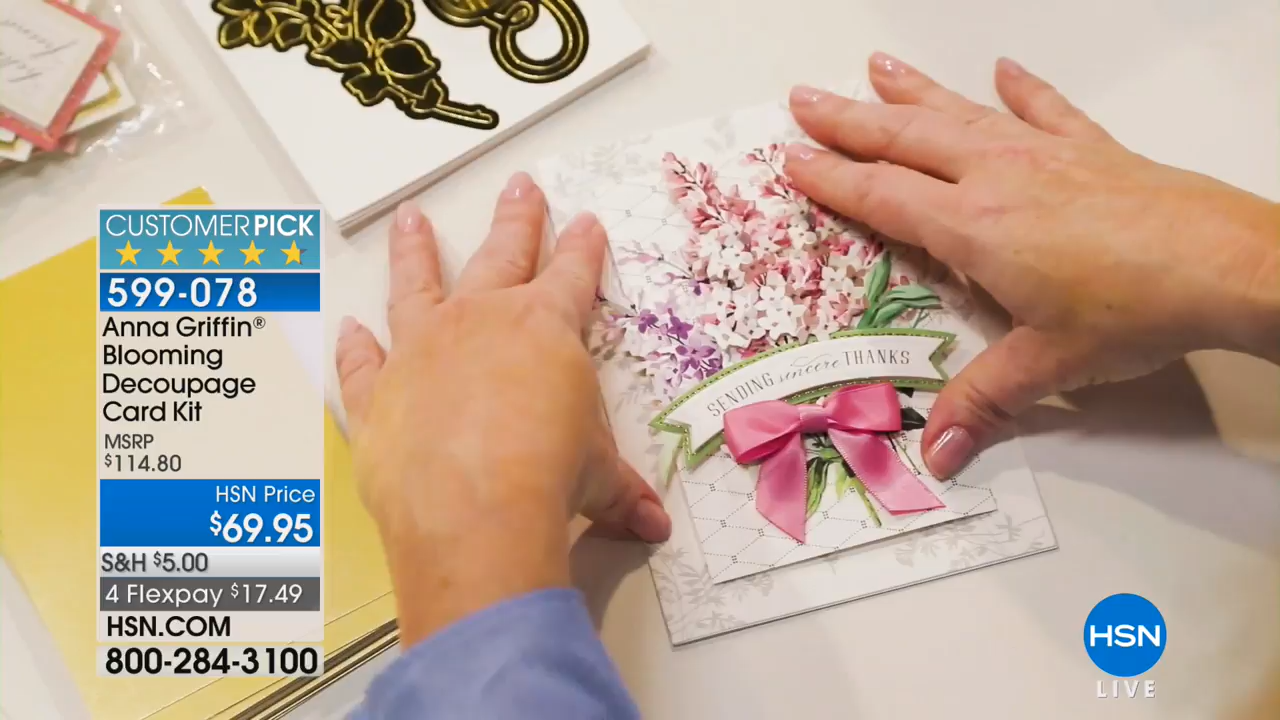 CUSTOMER PICK
599-078
Anna Griffin®
Blooming
Decoupage
Card Kit
MSRP
$114.80
HSN Price
$69.95
S&H $5.00
4 Flexpay $17.49
HSN.COM
800-284-3100
SENDING sincere THANKS
HSN
LIVE